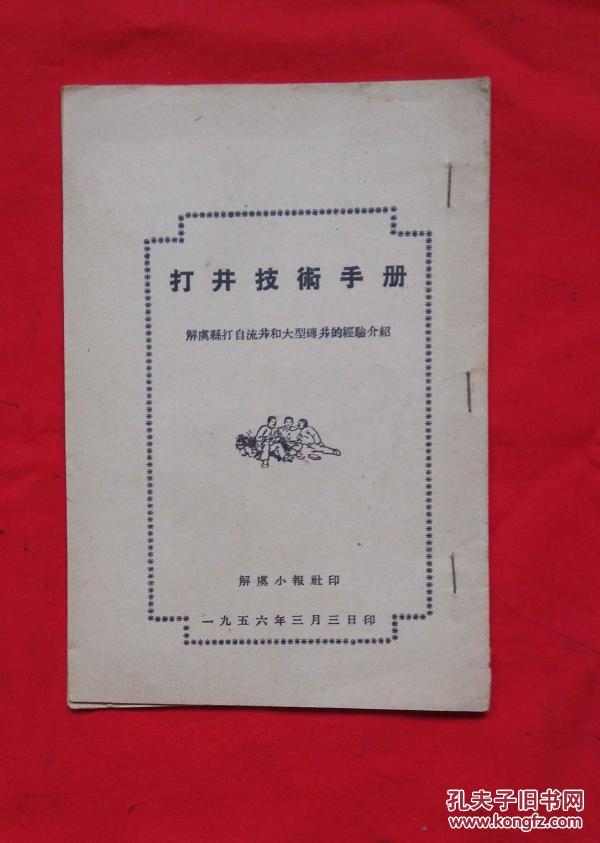 打井技術手册
解虞縣打自流井和大型磚井的經驗介紹
解虞小報社印
一九五六年三月三日印
孔夫子旧书网
www.kongfz.com